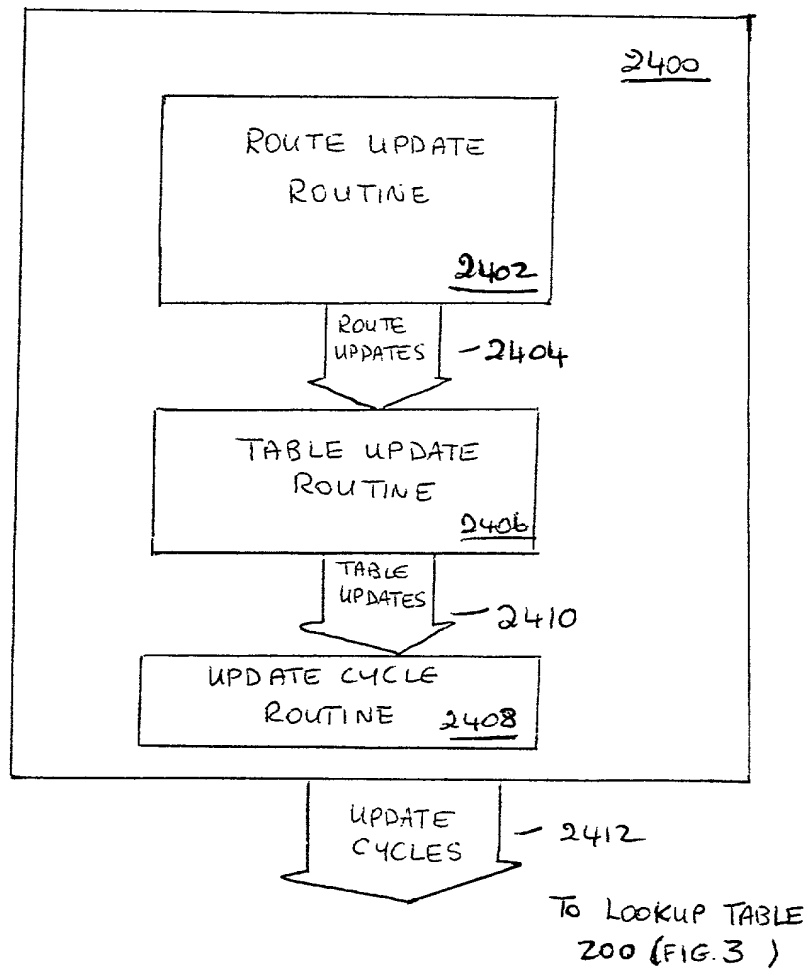 2400
ROUTE UPDATE
ROUTINE
2402
ROUTE
UPDATES
2404
TABLE UPDATE
ROUTINE
2406
TABLE
UPDATES
2410
UPDATE CYCLE
ROUTINE 2408
UPDATE
CYCLES
2412
TO LOOKUP TABLE
200 (FIG. 3 )